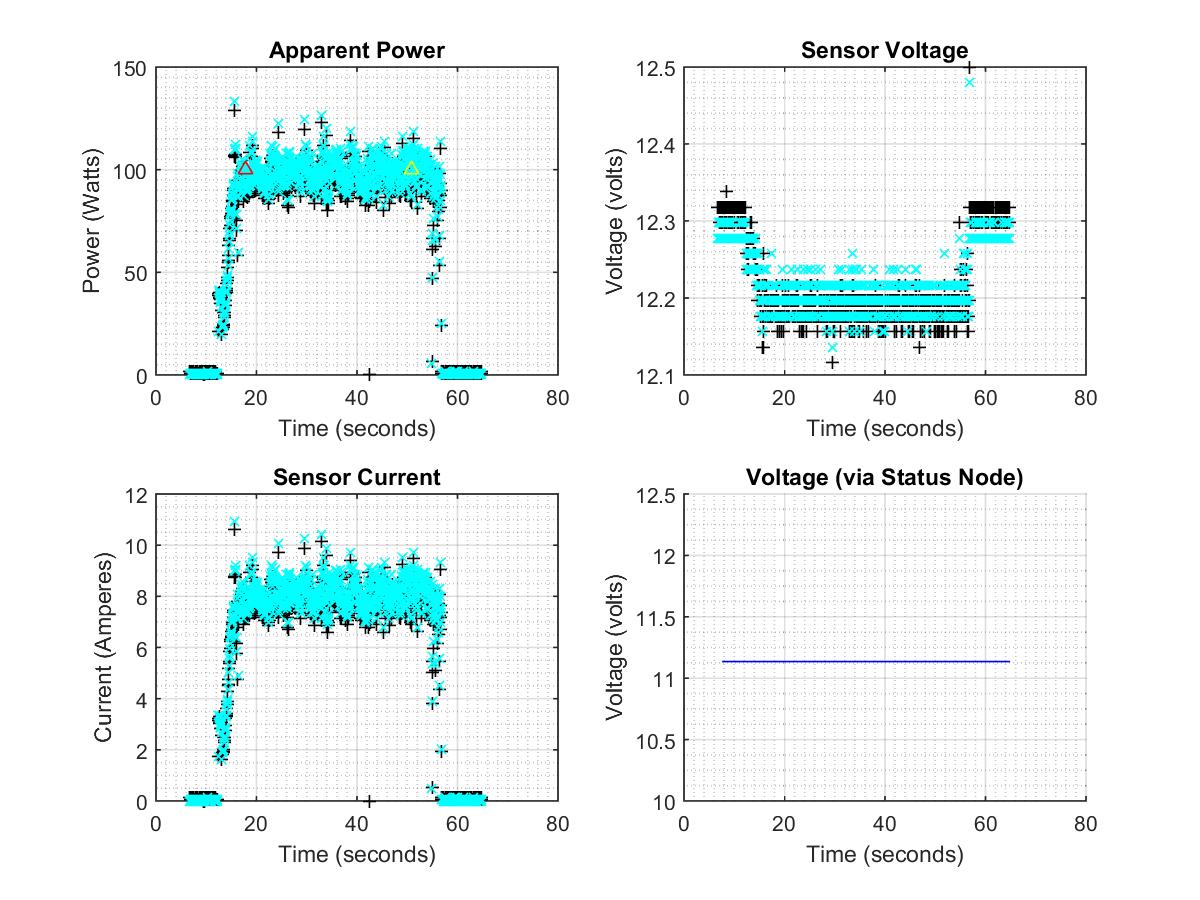 Apparent Power
150
100
50
0
0 20 40 60 80
Power (Watts)
Time (seconds)
Sensor Voltage
12.5
12.4
12.3
12.2
12.1
0 20 40 60 80
Voltage (volts)
Time (seconds)
Sensor Current
12
10
8
6
4
2
0
0 20 40 60 80
Current (Amperes)
Time (seconds)
Voltage (via Status Node)
12.5
12
11.5
11
10.5
10
0 20 40 60 80
Voltage (volts)
Time (seconds)